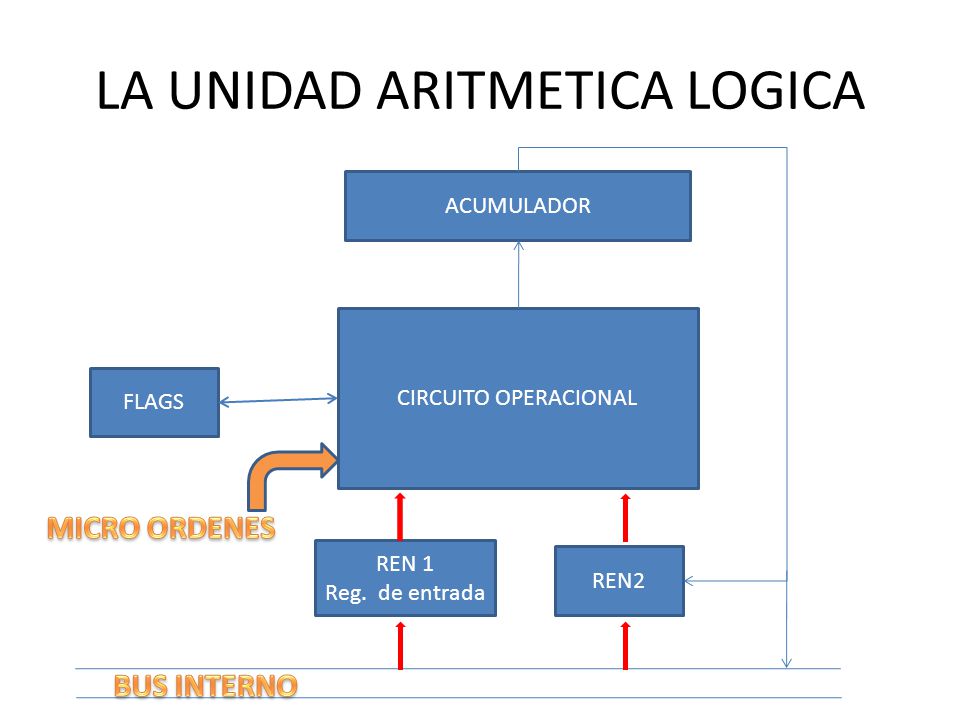 LA UNIDAD ARITMETICA LOGICA
ACUMULADOR
CIRCUITO OPERACIONAL
FLAGS
MICRO ORDENES
REN 1
Reg. de entrada
REN2
BUS INTERNO